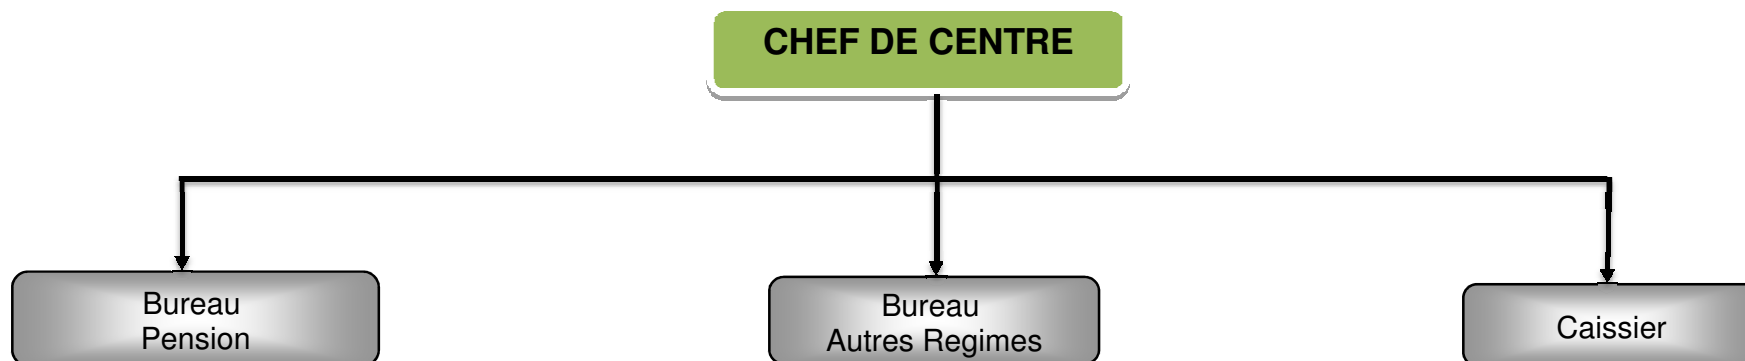 CHEF DE CENTRE
Bureau
Pension
Bureau
Autres Regimes
Caissier